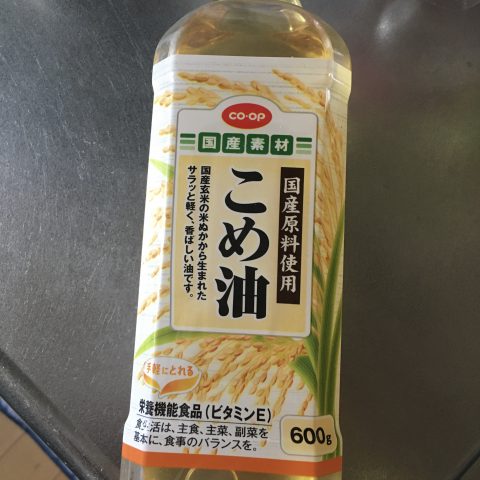 CO・OP
国産素材
国産原料使用
こめ油
国産玄米の米ぬかから生まれた
サラッと軽く、香ばしい油です。
手軽にとれる
栄養機能食品(ビタミンE)
食生活は、主食、主菜、副菜を
基本に、食事のバランスを。
600g